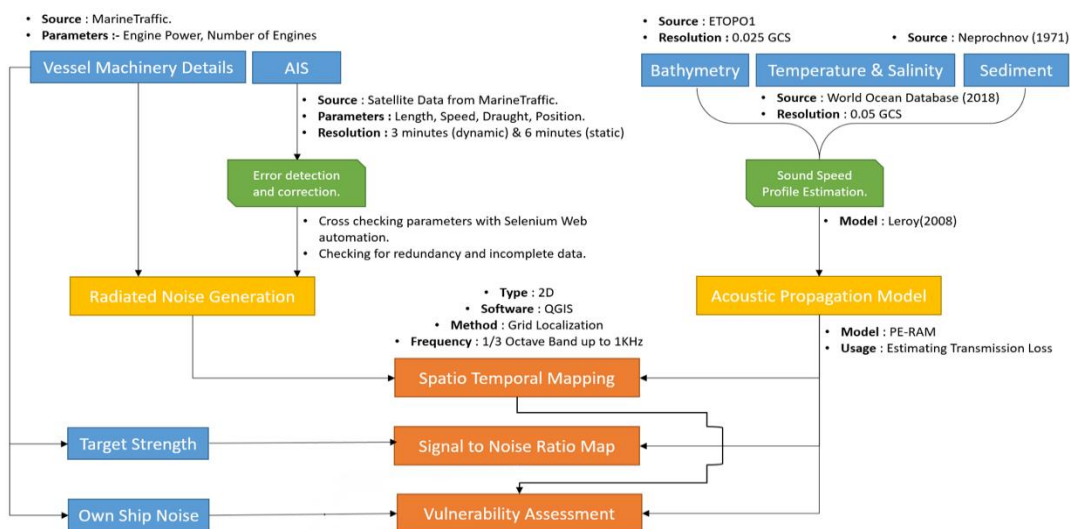 • Source : MarineTraffic.
• Parameters :- Engine Power, Number of Engines
Vessel Machinery Details
AIS
• Source : Satellite Data from MarineTraffic.
• Parameters : Length, Speed, Draught, Position.
• Resolution : 3 minutes (dynamic) & 6 minutes (static)
Error detection
and correction.
• Cross checking parameters with Selenium Web
automation.
• Checking for redundancy and incomplete data.
Radiated Noise Generation
• Source : ETOPO1
• Resolution : 0.025 GCS
• Source : Neprochnov (1971)
Bathymetry
Temperature & Salinity
Sediment
• Source : World Ocean Database (2018)
• Resolution : 0.05 GCS
Sound Speed
Profile Estimation.
• Model : Leroy(2008)
Acoustic Propagation Model
• Model : PE-RAM
• Usage : Estimating Transmission Loss
• Type : 2D
• Software : QGIS
• Method : Grid Localization
• Frequency : 1/3 Octave Band up to 1KHz
Spatio Temporal Mapping
Target Strength
Signal to Noise Ratio Map
Own Ship Noise
Vulnerability Assessment